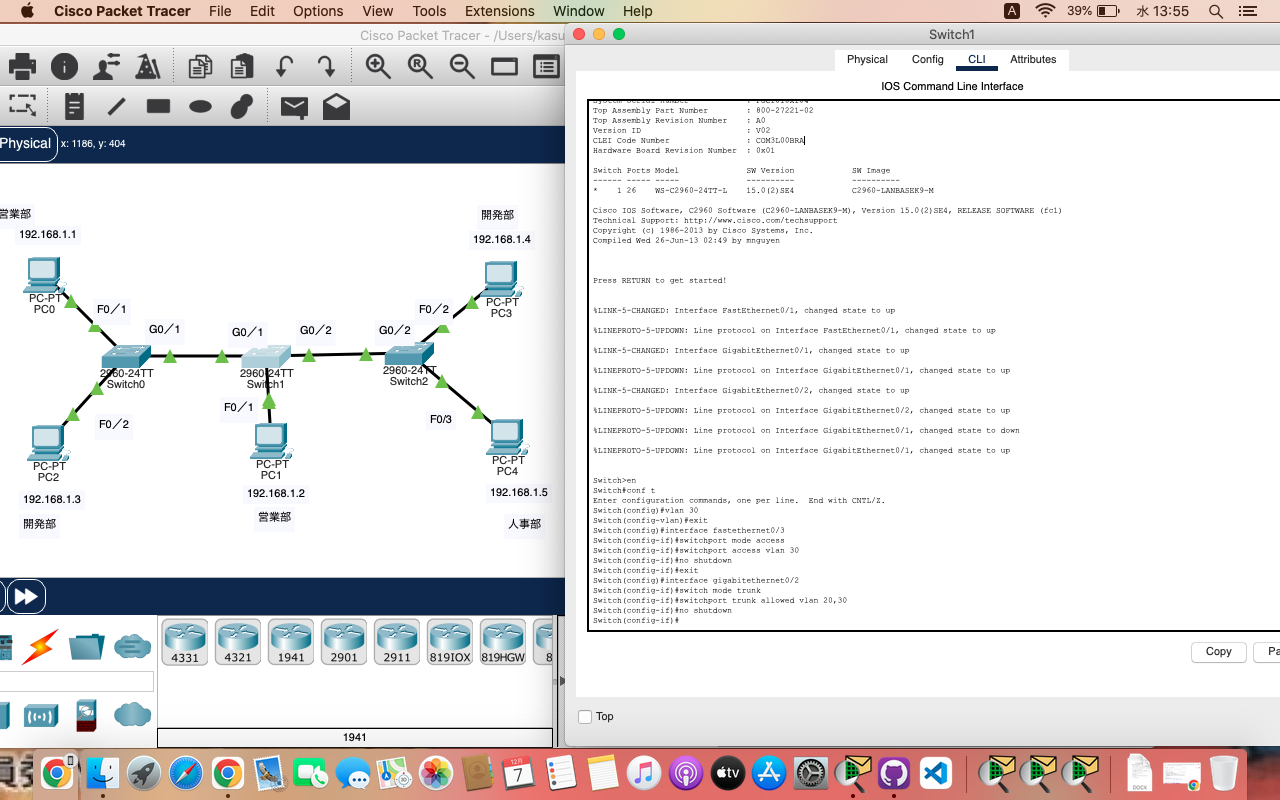 Cisco Packet Tracer File Edit Options View Tools Extensions Window Help
A 39% 水 13:55
Cisco Packet Tracer - /Users/kasu
Switch1
Physical Config CLI Attributes
IOS Command Line Interface
Physical x: 1186, y: 404
営業部
192.168.1.1
PC-PT
PC0
F0／1
G0／1
2960-24TT
Switch0
F0／2
PC-PT
PC2
192.168.1.3
開発部
G0／1
G0／2
2960-24TT
Switch1
F0／1
PC-PT
PC1
192.168.1.2
営業部
開発部
192.168.1.4
PC-PT
PC3
F0／2
G0／2
2960-24TT
Switch2
F0/3
PC-PT
PC4
192.168.1.5
人事部
Top Assembly Part Number : 800-27221-02
Top Assembly Revision Number : A0
Version ID : V02
CLEI Code Number : COM3L00BRA
Hardware Board Revision Number : 0x01
Switch Ports Model SW Version SW Image
------ ----- ----- ---------- ----------
* 1 26 WS-C2960-24TT-L 15.0(2)SE4 C2960-LANBASEK9-M
Cisco IOS Software, C2960 Software (C2960-LANBASEK9-M), Version 15.0(2)SE4, RELEASE SOFTWARE (fc1)
Technical Support: http://www.cisco.com/techsupport
Copyright (c) 1986-2013 by Cisco Systems, Inc.
Compiled Wed 26-Jun-13 02:49 by mnguyen
Press RETURN to get started!
%LINK-5-CHANGED: Interface FastEthernet0/1, changed state to up
%LINEPROTO-5-UPDOWN: Line protocol on Interface FastEthernet0/1, changed state to up
%LINK-5-CHANGED: Interface GigabitEthernet0/1, changed state to up
%LINEPROTO-5-UPDOWN: Line protocol on Interface GigabitEthernet0/1, changed state to up
%LINK-5-CHANGED: Interface GigabitEthernet0/2, changed state to up
%LINEPROTO-5-UPDOWN: Line protocol on Interface GigabitEthernet0/2, changed state to up
%LINEPROTO-5-UPDOWN: Line protocol on Interface GigabitEthernet0/1, changed state to down
%LINEPROTO-5-UPDOWN: Line protocol on Interface GigabitEthernet0/1, changed state to up
Switch>en
Switch#conf t
Enter configuration commands, one per line. End with CNTL/Z.
Switch(config)#vlan 30
Switch(config-vlan)#exit
Switch(config)#interface fastethernet0/3
Switch(config-if)#switchport mode access
Switch(config-if)#switchport access vlan 30
Switch(config-if)#no shutdown
Switch(config-if)#exit
Switch(config)#interface gigabitethernet0/2
Switch(config-if)#switch mode trunk
Switch(config-if)#switchport trunk allowed vlan 20,30
Switch(config-if)#no shutdown
Switch(config-if)#
Copy Pa
Top
4331 4321 1941 2901 2911 819IOX 819HGW 8
1941
12月
7
tv
DOCX